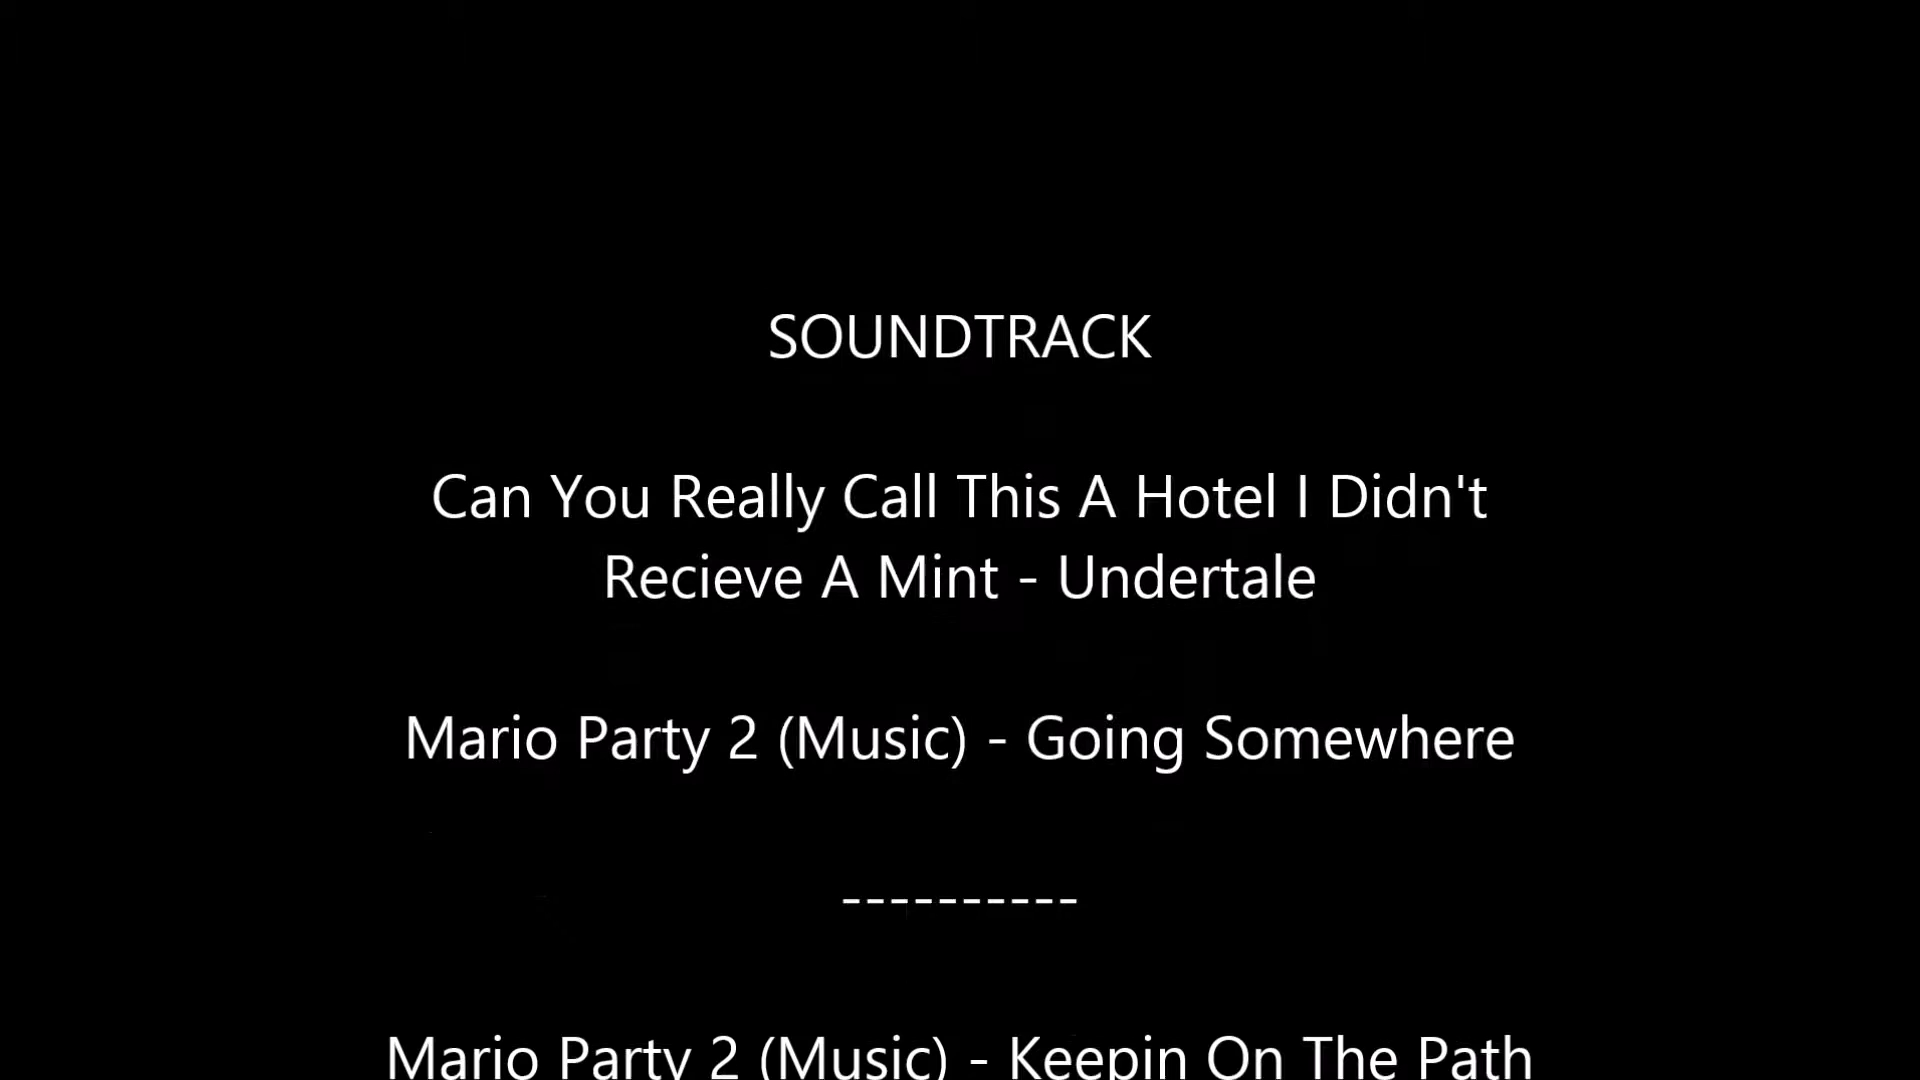 SOUNDTRACK
Can You Really Call This A Hotel I Didn't
Recieve A Mint - Undertale
Mario Party 2 (Music) - Going Somewhere
----------
Mario Party 2 (Music) - Keepin On The Path